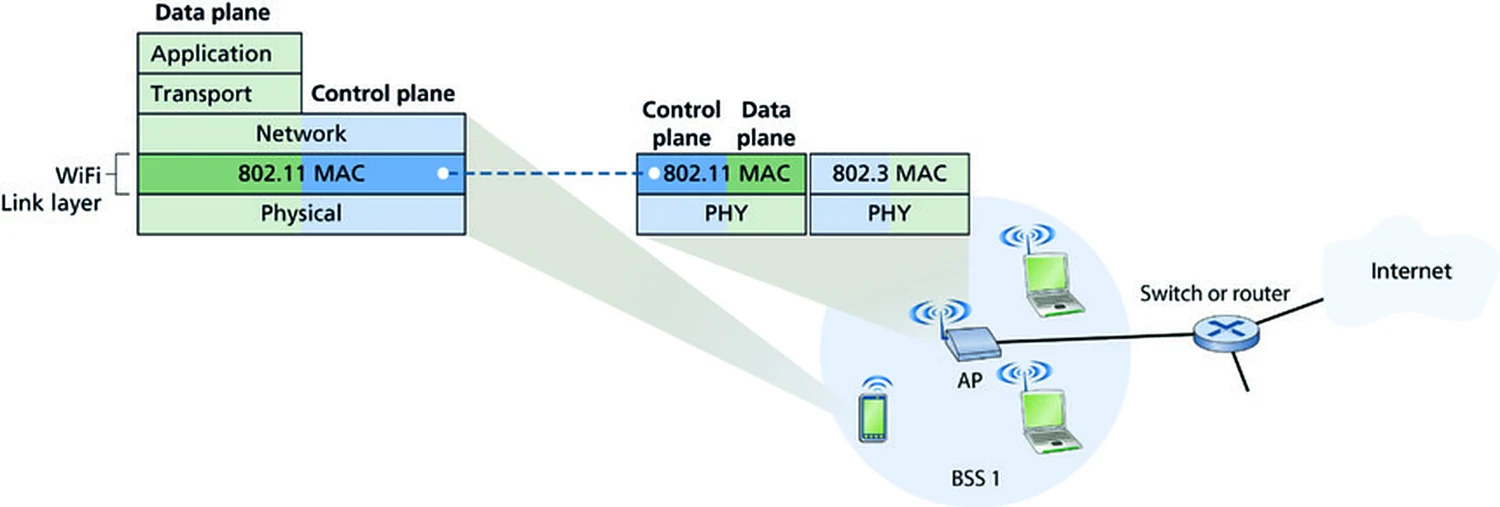 Data plane
Application
Transport
Control plane
Network
WiFi
Link layer
802.11 MAC
Physical
Control
plane
Data
plane
802.11 MAC
802.3 MAC
PHY
PHY
Switch or router
Internet
AP
BSS 1